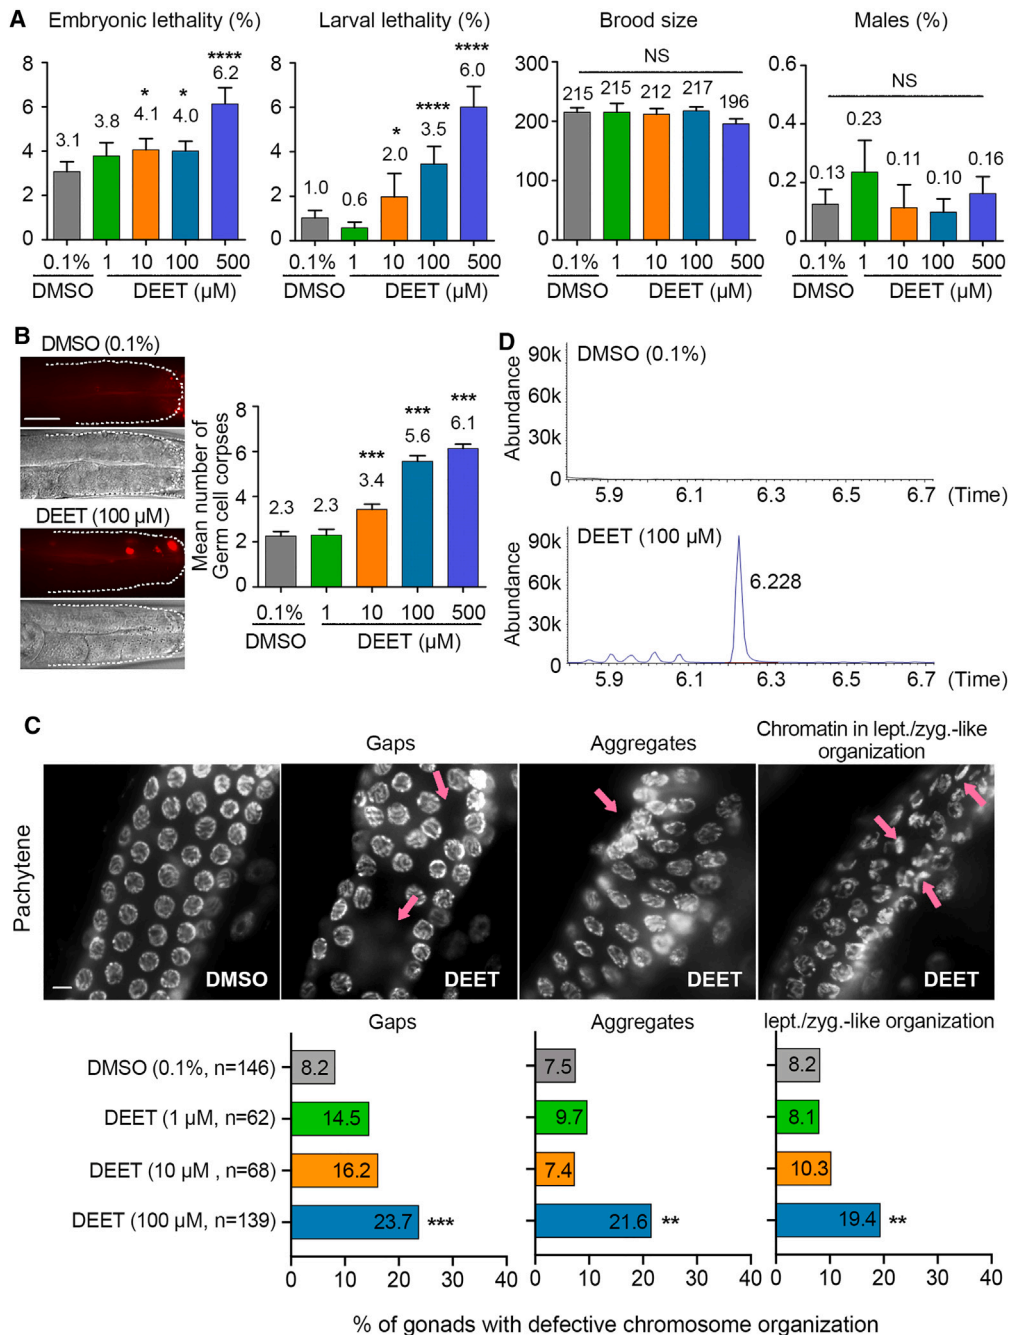 A
Embryonic lethality (%)
8
6
4
2
0
3.1
3.8
*
4.1
*
4.0
****
6.2
0.1%
1
10
100
500
DMSO
DEET (µM)
Larval lethality (%)
8
6
4
2
0
1.0
0.6
*
2.0
****
3.5
****
6.0
0.1%
1
10
100
500
DMSO
DEET (µM)
Brood size
300
200
100
0
NS
215
215
212
217
196
0.1%
1
10
100
500
DMSO
DEET (µM)
Males (%)
0.6
0.4
0.2
0
NS
0.13
0.23
0.11
0.10
0.16
0.1%
1
10
100
500
DMSO
DEET (µM)
B
DMSO (0.1%)
DEET (100 µM)
Mean number of
Germ cell corpses
8
6
4
2
0
2.3
2.3
***
3.4
***
5.6
***
6.1
0.1%
1
10
100
500
DMSO
DEET (µM)
D
DMSO (0.1%)
Abundance
90k
60k
30k
0
5.9 6.1 6.3 6.5 6.7 (Time)
DEET (100 µM)
Abundance
90k
60k
30k
0
6.228
5.9 6.1 6.3 6.5 6.7 (Time)
C
Gaps
Aggregates
Chromatin in lept./zyg.-like
organization
Pachytene
DMSO
DEET
DEET
DEET
Gaps
Aggregates
lept./zyg.-like organization
DMSO (0.1%, n=146)
8.2
7.5
8.2
DEET (1 µM, n=62)
14.5
9.7
8.1
DEET (10 µM , n=68)
16.2
7.4
10.3
DEET (100 µM, n=139)
23.7 ***
21.6 **
19.4 **
0 10 20 30 40
0 10 20 30 40
0 10 20 30 40
% of gonads with defective chromosome organization